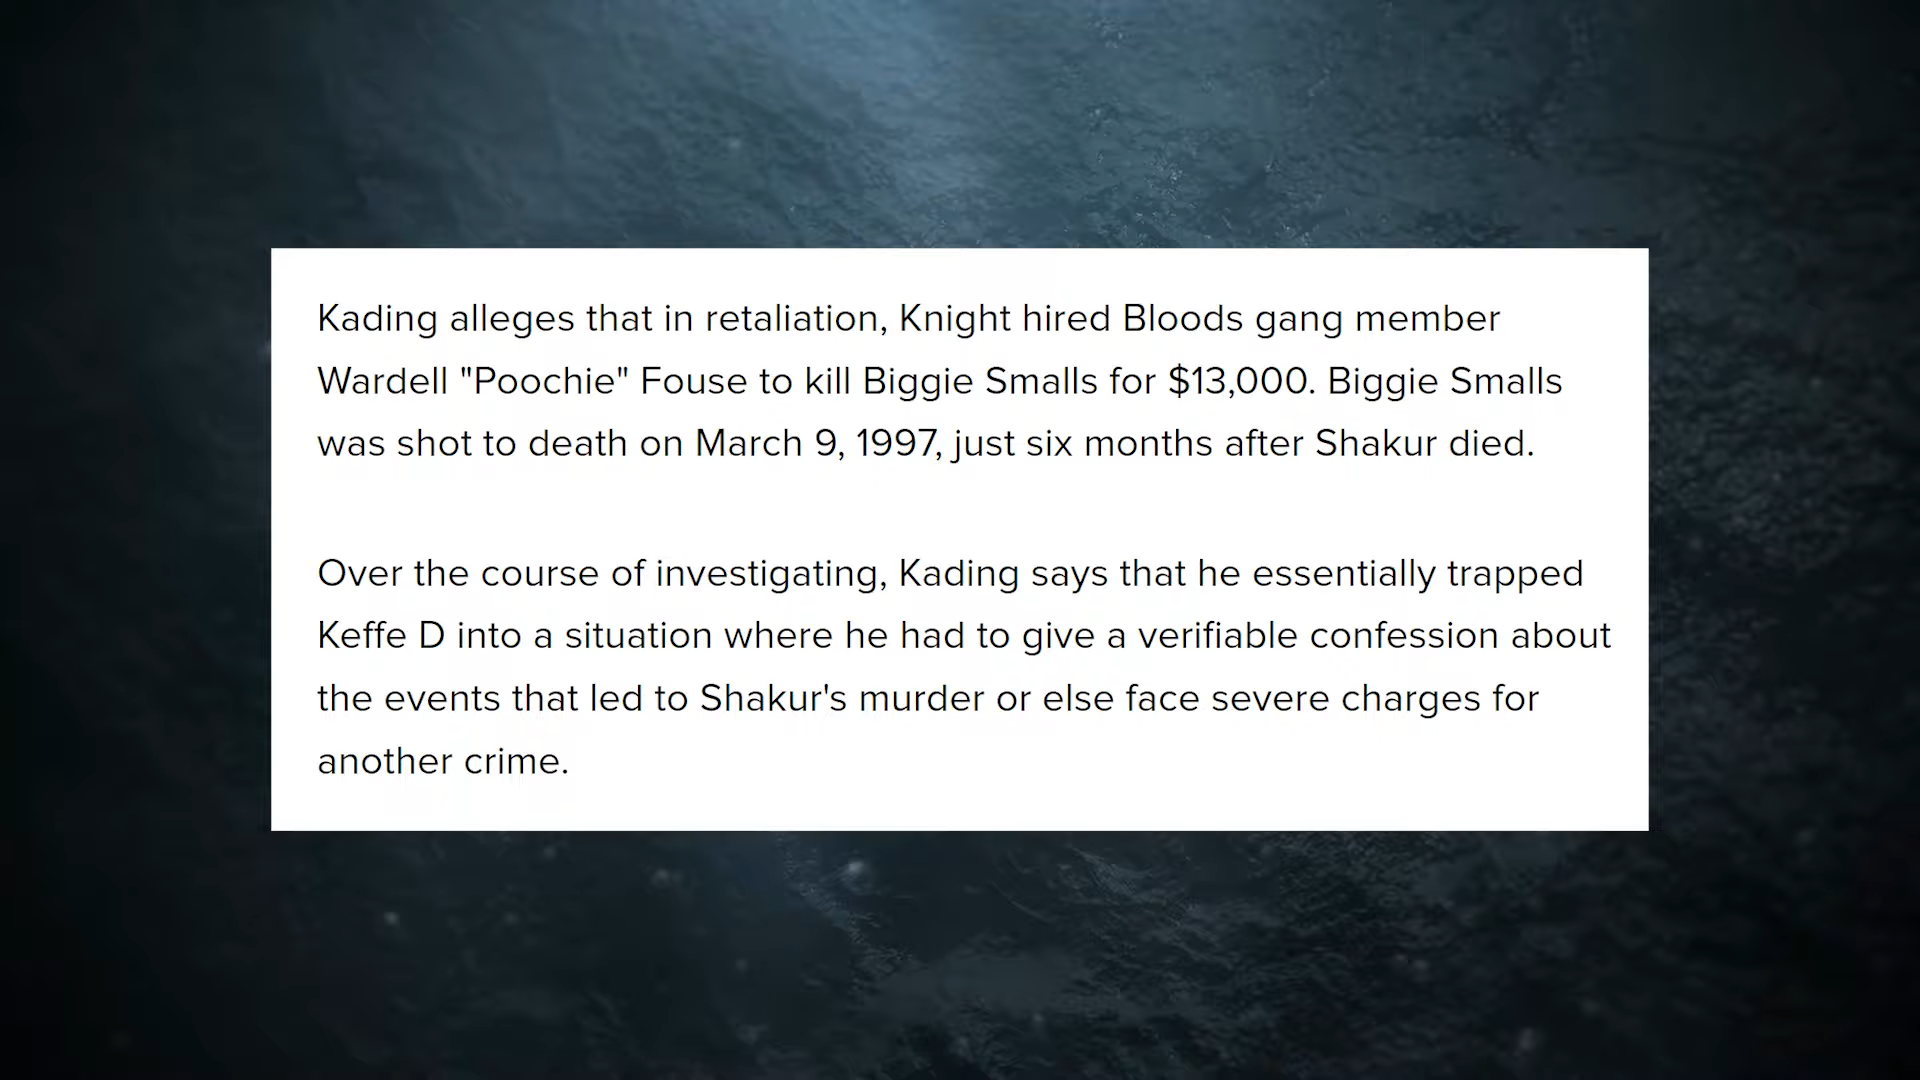 Kading alleges that in retaliation, Knight hired Bloods gang member
Wardell "Poochie" Fouse to kill Biggie Smalls for $13,000. Biggie Smalls
was shot to death on March 9, 1997, just six months after Shakur died.
Over the course of investigating, Kading says that he essentially trapped
Keffe D into a situation where he had to give a verifiable confession about
the events that led to Shakur's murder or else face severe charges for
another crime.